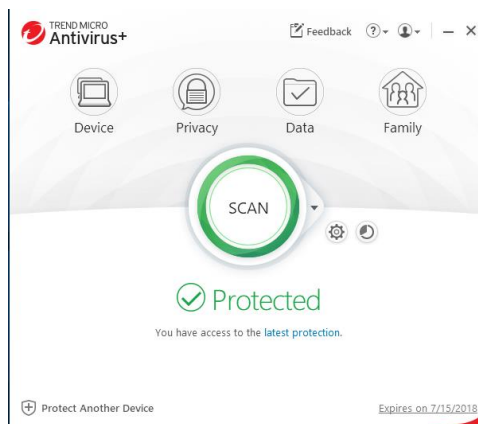 TREND MICRO
Antivirus+
Feedback
?
Device
Privacy
Data
Family
SCAN
Protected
You have access to the latest protection.
Protect Another Device
Expires on 7/15/2018